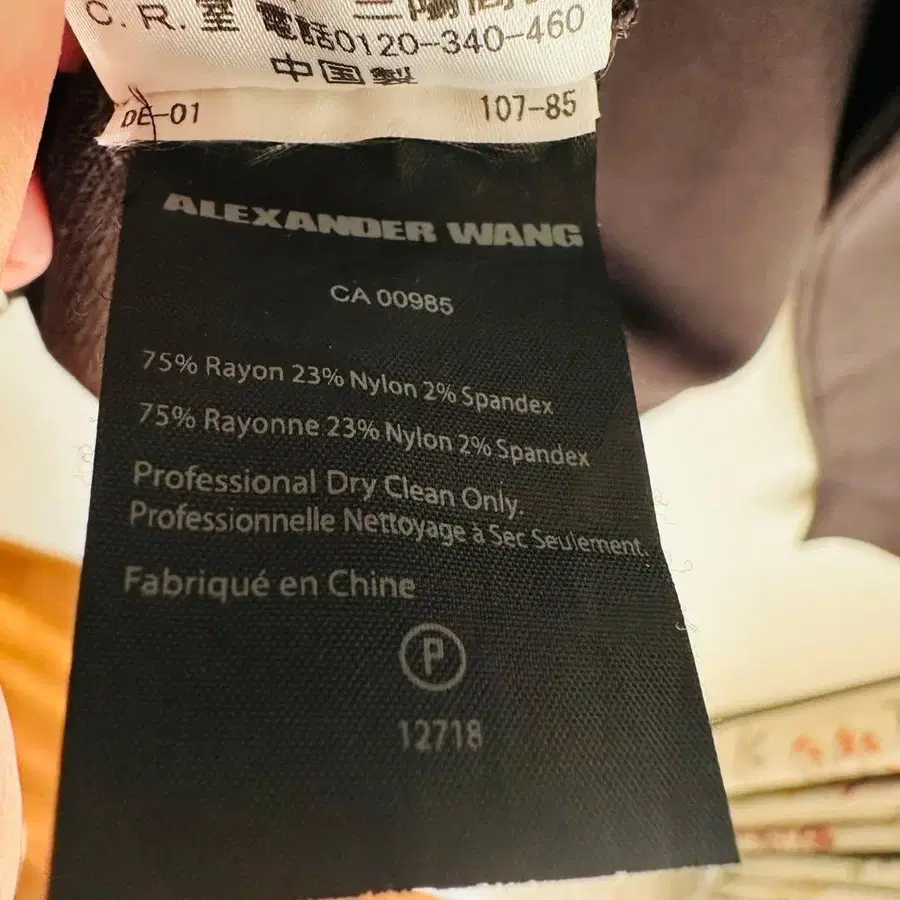 C.R.室 電話0120-340-460
中国製
DE-01 107-85
ALEXANDER WANG
CA 00985
75% Rayon 23% Nylon 2% Spandex
75% Rayonne 23% Nylon 2% Spandex
Professional Dry Clean Only.
Professionnelle Nettoyage à Sec Seulement.
Fabriqué en Chine
P
12718